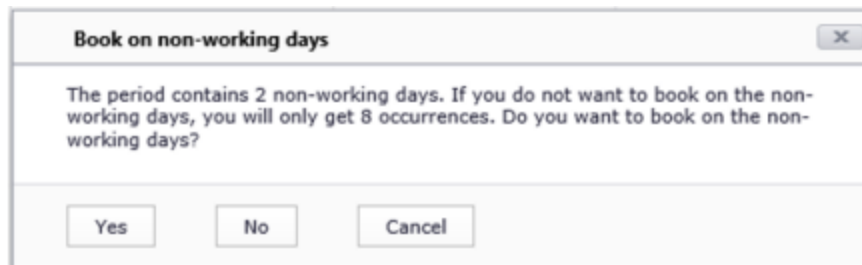 Book on non-working days
The period contains 2 non-working days. If you do not want to book on the non-
working days, you will only get 8 occurrences. Do you want to book on the non-
working days?
Yes No Cancel